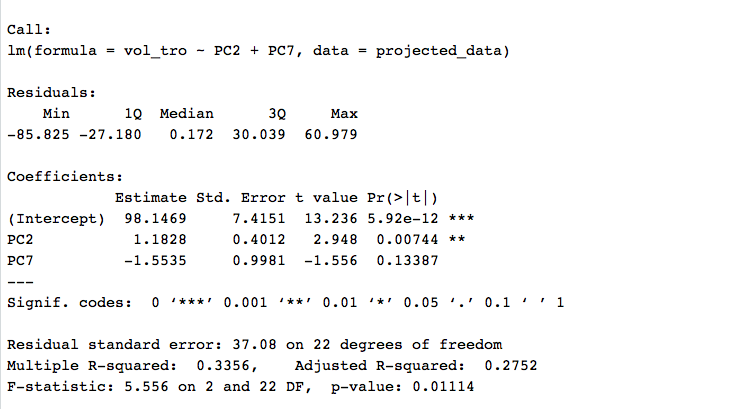 Call:
lm(formula = vol_tro ~ PC2 + PC7, data = projected_data)
Residuals:
Min 1Q Median 3Q Max
-85.825 -27.180 0.172 30.039 60.979
Coefficients:
Estimate Std. Error t value Pr(>|t|)
(Intercept) 98.1469 7.4151 13.236 5.92e-12 ***
PC2 1.1828 0.4012 2.948 0.00744 **
PC7 -1.5535 0.9981 -1.556 0.13387
---
Signif. codes: 0 ‘***’ 0.001 ‘**’ 0.01 ‘*’ 0.05 ‘.’ 0.1 ‘ ’ 1
Residual standard error: 37.08 on 22 degrees of freedom
Multiple R-squared: 0.3356, Adjusted R-squared: 0.2752
F-statistic: 5.556 on 2 and 22 DF, p-value: 0.01114